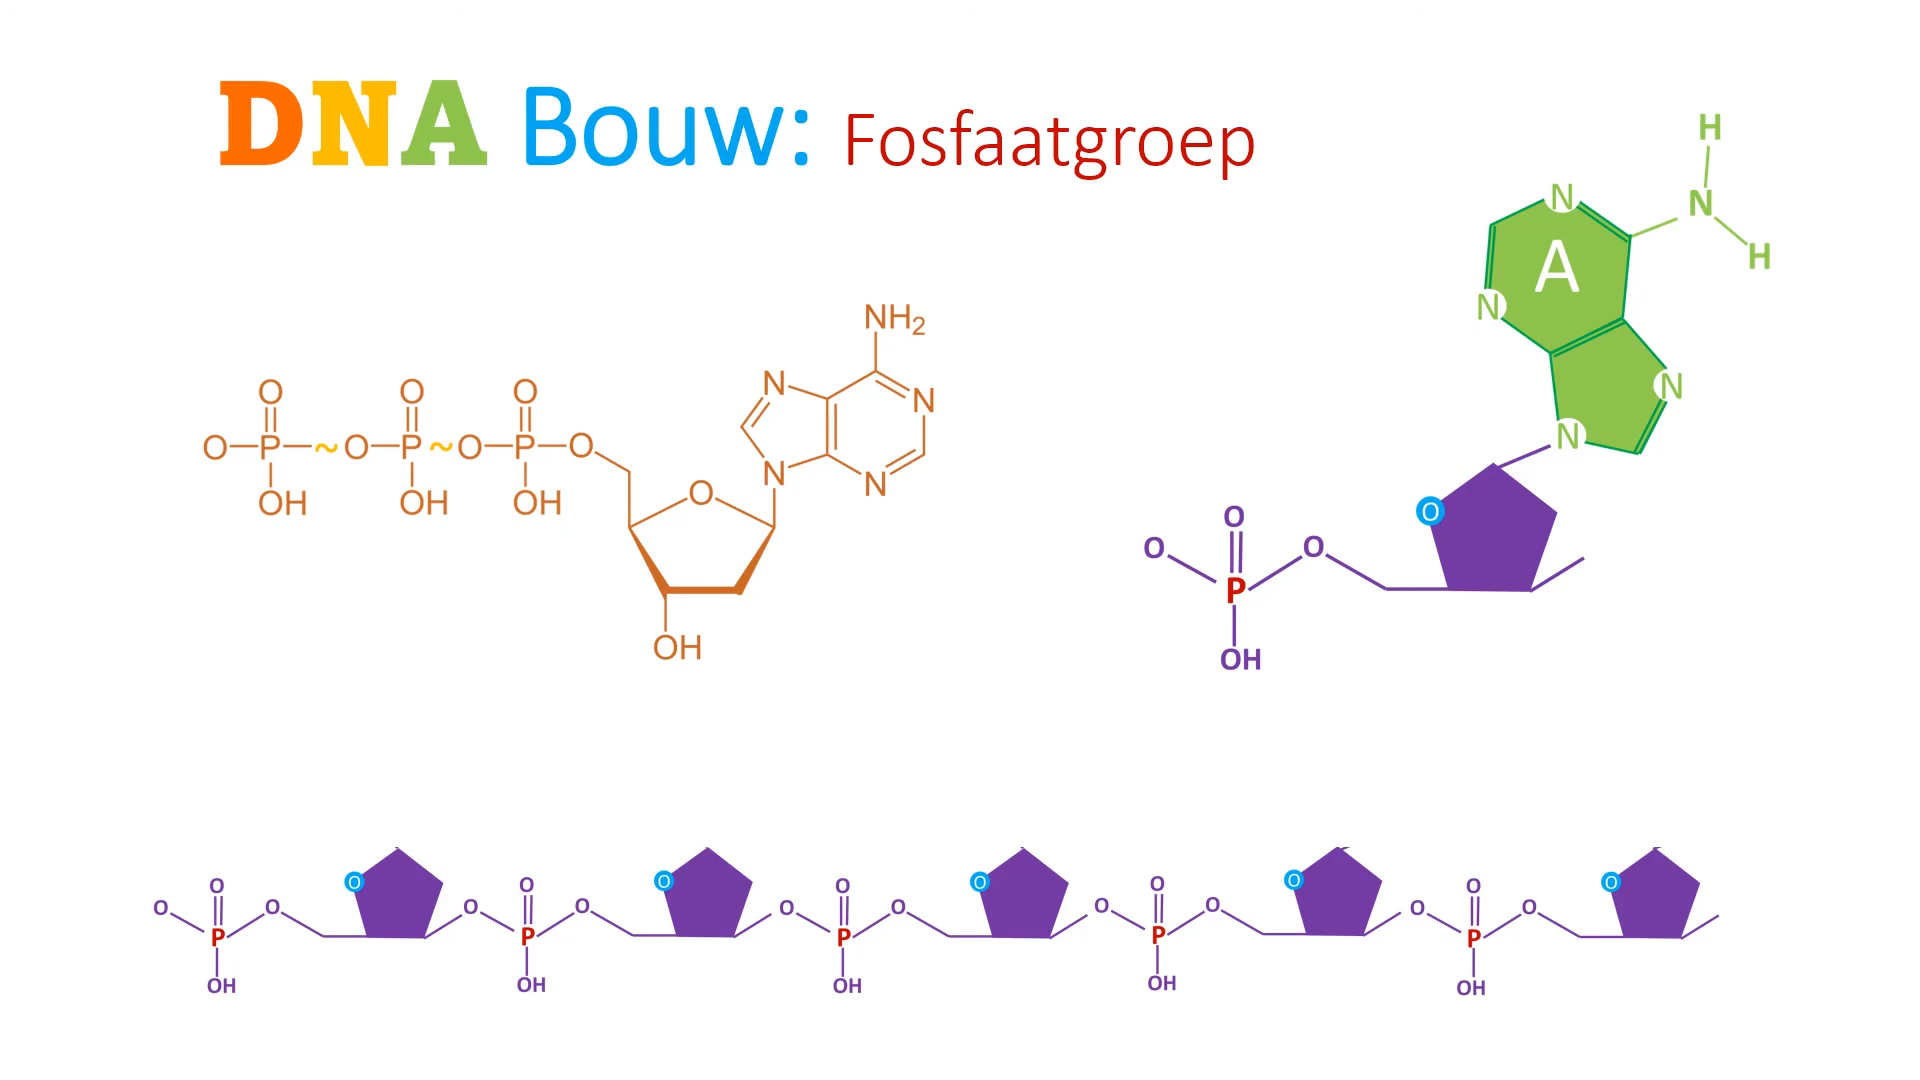 DNA Bouw: Fosfaatgroep
H
N
N
H
A
N
N
N
NH2
N
N
N
N
O O O
O P ~ O P ~ O P O
OH OH OH
O
OH
O
O
O
O
P
OH
O O O O O
O O O O O
O O O O O O O O O O
P P P P P
OH OH OH OH OH